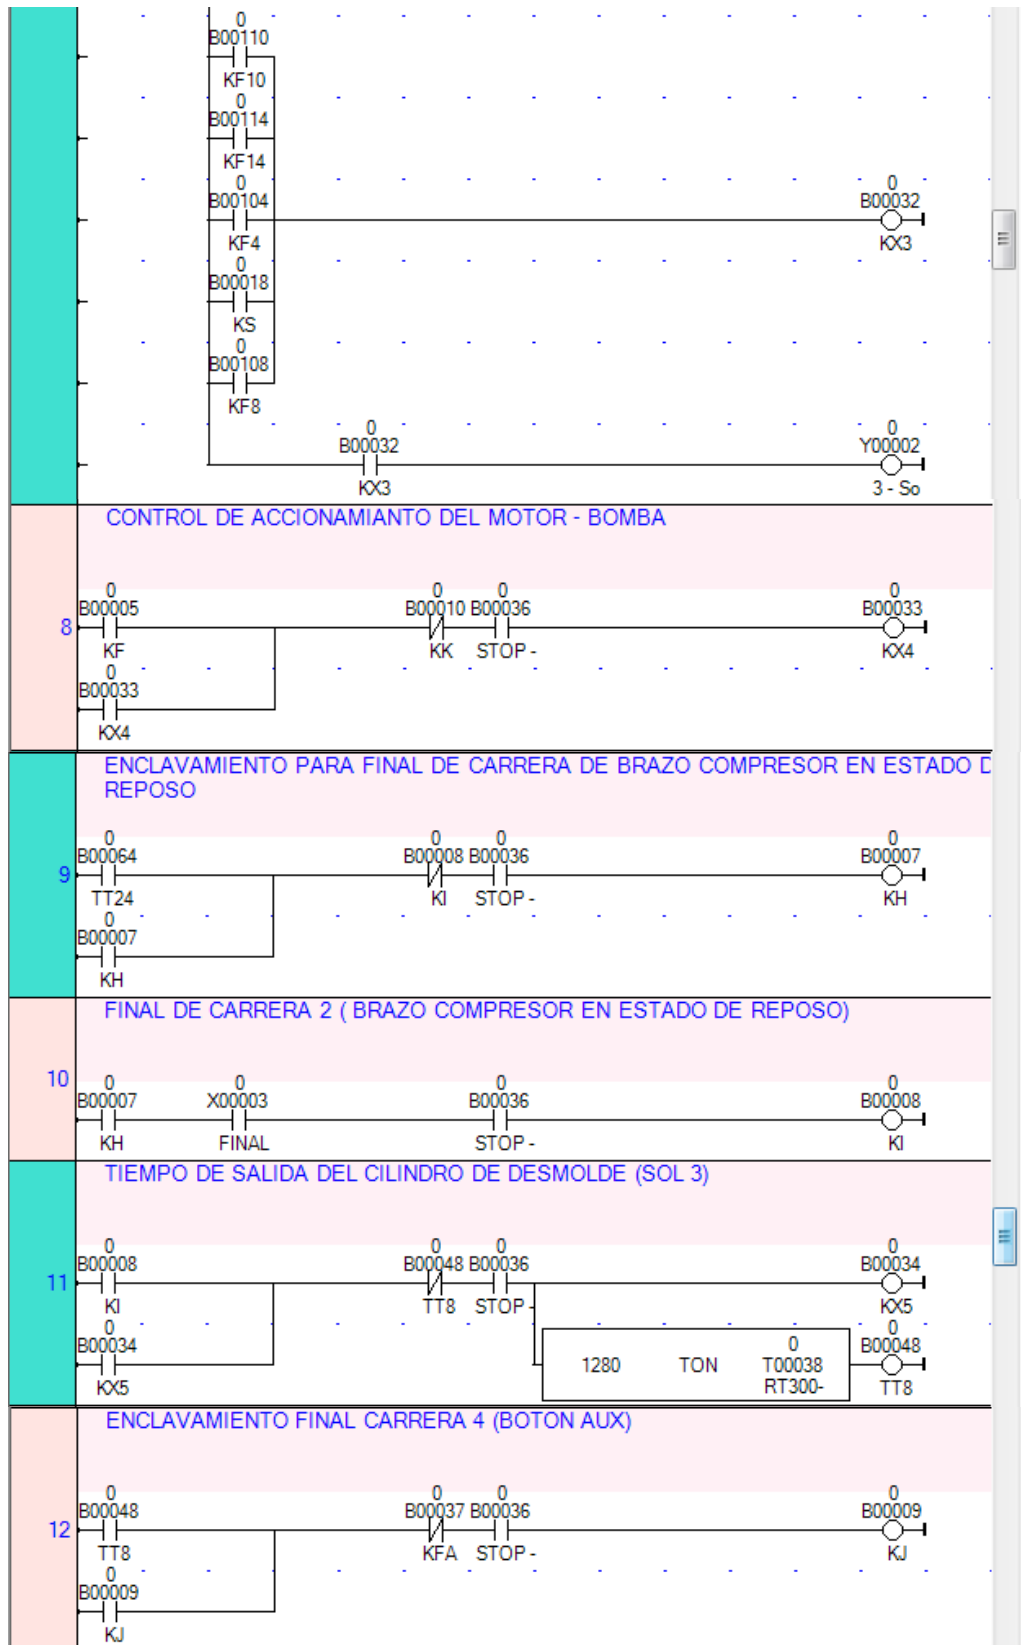 0
B00110
KF10
0
B00114
KF14
0 0
B00104 B00032
KF4 KX3
0
B00018
KS
0
B00108
KF8
0 0
B00032 Y00002
KX3 3 - So
CONTROL DE ACCIONAMIANTO DEL MOTOR - BOMBA
0 0 0 0
B00005 B00010 B00036 B00033
8
KF KK STOP - KX4
0
B00033
KX4
ENCLAVAMIENTO PARA FINAL DE CARRERA DE BRAZO COMPRESOR EN ESTADO D
REPOSO
0 0 0 0
B00064 B00008 B00036 B00007
9
TT24 KI STOP - KH
0
B00007
KH
FINAL DE CARRERA 2 ( BRAZO COMPRESOR EN ESTADO DE REPOSO)
10
0 0 0 0
B00007 X00003 B00036 B00008
KH FINAL STOP - KI
TIEMPO DE SALIDA DEL CILINDRO DE DESMOLDE (SOL 3)
0 0 0 0
B00008 B00048 B00036 B00034
11
KI TT8 STOP - KX5
0 0
B00034 0 B00048
1280 TON T00038
KX5 RT300- TT8
ENCLAVAMIENTO FINAL CARRERA 4 (BOTON AUX)
0 0 0 0
B00048 B00037 B00036 B00009
12
TT8 KFA STOP - KJ
0
B00009
KJ